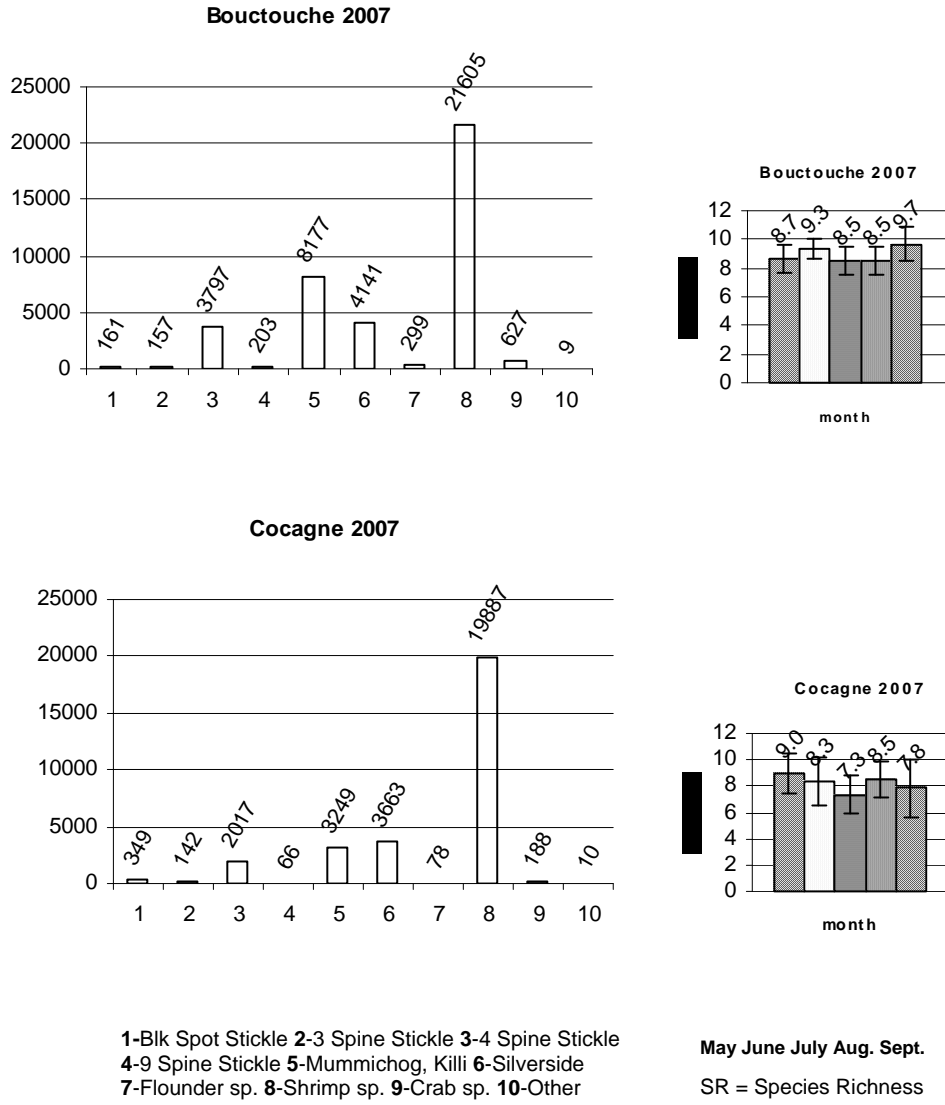 Bouctouche 2007
25000
20000
15000
10000
5000
0
161 157 3797 203 8177 4141 299 21605 627 9
1 2 3 4 5 6 7 8 9 10
Bouctouche 2007
12
10
8
6
4
2
0
8.7 9.3 8.5 8.5 9.7
month
Cocagne 2007
25000
20000
15000
10000
5000
0
349 142 2017 66 3249 3663 78 19887 188 10
1 2 3 4 5 6 7 8 9 10
Cocagne 2007
12
10
8
6
4
2
0
9.0 8.3 7.3 8.5 7.8
month
1-Blk Spot Stickle 2-3 Spine Stickle 3-4 Spine Stickle
4-9 Spine Stickle 5-Mummichog, Killi 6-Silverside
7-Flounder sp. 8-Shrimp sp. 9-Crab sp. 10-Other
May June July Aug. Sept.
SR = Species Richness